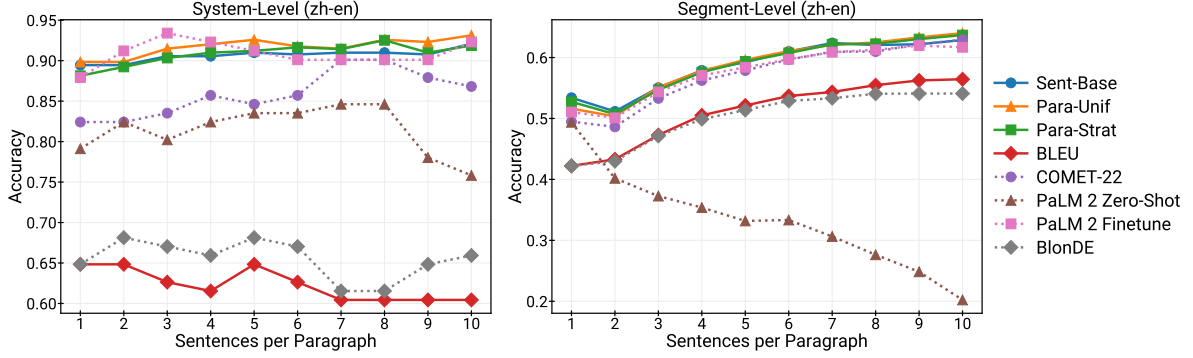 System-Level (zh-en)
Accuracy
0.95
0.90
0.85
0.80
0.75
0.70
0.65
0.60
1 2 3 4 5 6 7 8 9 10
Sentences per Paragraph
Segment-Level (zh-en)
Accuracy
0.6
0.5
0.4
0.3
0.2
1 2 3 4 5 6 7 8 9 10
Sentences per Paragraph
Sent-Base
Para-Unif
Para-Strat
BLEU
COMET-22
PaLM 2 Zero-Shot
PaLM 2 Finetune
BlonDE